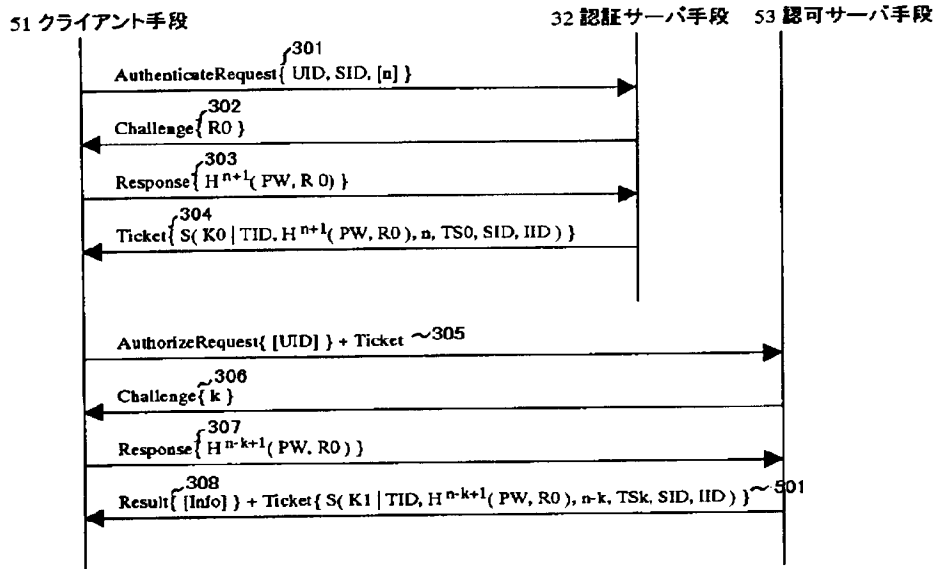 51 クライアント手段
32 認証サーバ手段
53 認可サーバ手段
301
AuthenticateRequest{ UID, SID, [n] }
302
Challenge{ R0 }
303
Response{ H^{n+1}( PW, R 0) }
304
Ticket{ S( K0 | TID, H^{n+1}( PW, R0 ), n, TS0, SID, IID ) }
AuthorizeRequest{ [UID] } + Ticket ～305
306
Challenge{ k }
307
Response{ H^{n-k+1}( PW, R0 ) }
308
Result{ [Info] } + Ticket{ S( K1 | TID, H^{n-k+1}( PW, R0 ), n-k, TSk, SID, IID ) } ～501